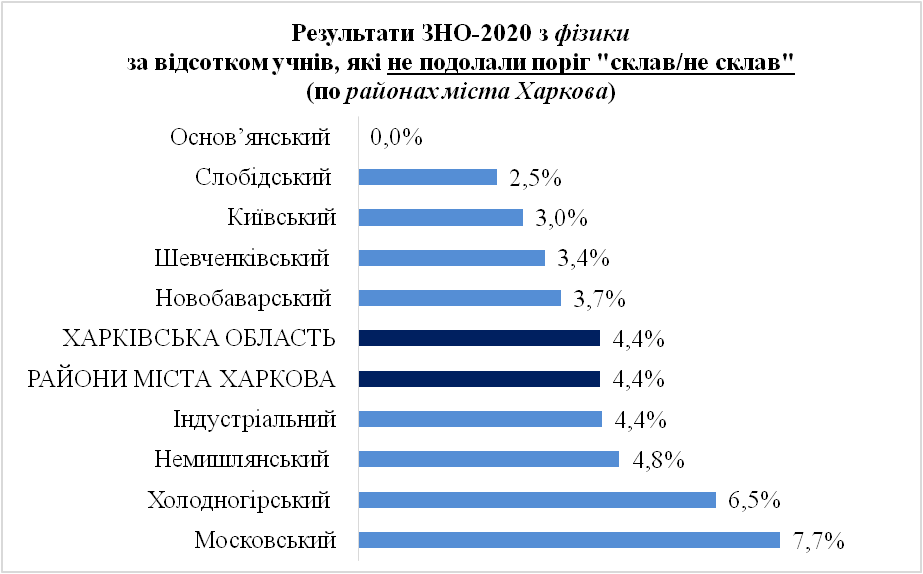 Результати ЗНО-2020 з фізики
за відсотком учнів, які не подолали поріг "склав/не склав"
(по районах міста Харкова)
Основ’янський 0,0%
Слобідський 2,5%
Київський 3,0%
Шевченківський 3,4%
Новобаварський 3,7%
ХАРКІВСЬКА ОБЛАСТЬ 4,4%
РАЙОНИ МІСТА ХАРКОВА 4,4%
Індустріальний 4,4%
Немишлянський 4,8%
Холодногірський 6,5%
Московський 7,7%